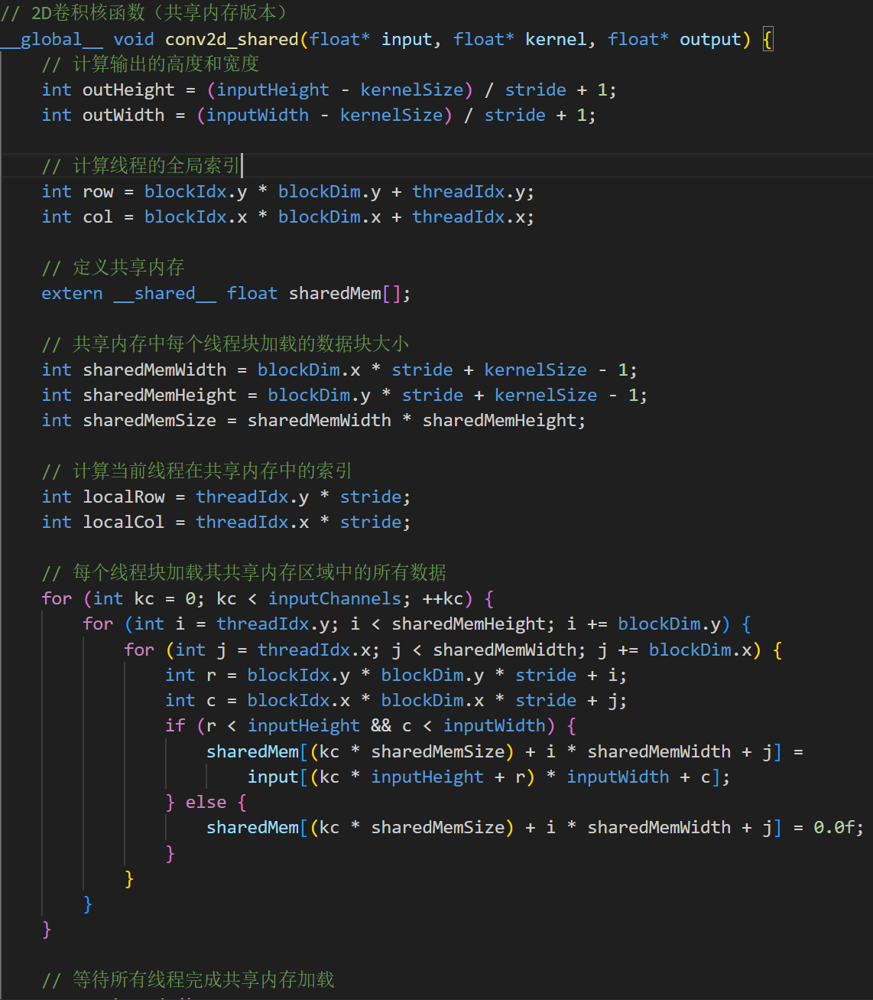 // 2D卷积核函数（共享内存版本）
__global__ void conv2d_shared(float* input, float* kernel, float* output) {
    // 计算输出的高度和宽度
    int outHeight = (inputHeight - kernelSize) / stride + 1;
    int outWidth = (inputWidth - kernelSize) / stride + 1;

    // 计算线程的全局索引
    int row = blockIdx.y * blockDim.y + threadIdx.y;
    int col = blockIdx.x * blockDim.x + threadIdx.x;

    // 定义共享内存
    extern __shared__ float sharedMem[];

    // 共享内存中每个线程块加载的数据块大小
    int sharedMemWidth = blockDim.x * stride + kernelSize - 1;
    int sharedMemHeight = blockDim.y * stride + kernelSize - 1;
    int sharedMemSize = sharedMemWidth * sharedMemHeight;

    // 计算当前线程在共享内存中的索引
    int localRow = threadIdx.y * stride;
    int localCol = threadIdx.x * stride;

    // 每个线程块加载其共享内存区域中的所有数据
    for (int kc = 0; kc < inputChannels; ++kc) {
        for (int i = threadIdx.y; i < sharedMemHeight; i += blockDim.y) {
            for (int j = threadIdx.x; j < sharedMemWidth; j += blockDim.x) {
                int r = blockIdx.y * blockDim.y * stride + i;
                int c = blockIdx.x * blockDim.x * stride + j;
                if (r < inputHeight && c < inputWidth) {
                    sharedMem[(kc * sharedMemSize) + i * sharedMemWidth + j] =
                        input[(kc * inputHeight + r) * inputWidth + c];
                } else {
                    sharedMem[(kc * sharedMemSize) + i * sharedMemWidth + j] = 0.0f;
                }
            }
        }
    }

    // 等待所有线程完成共享内存加载